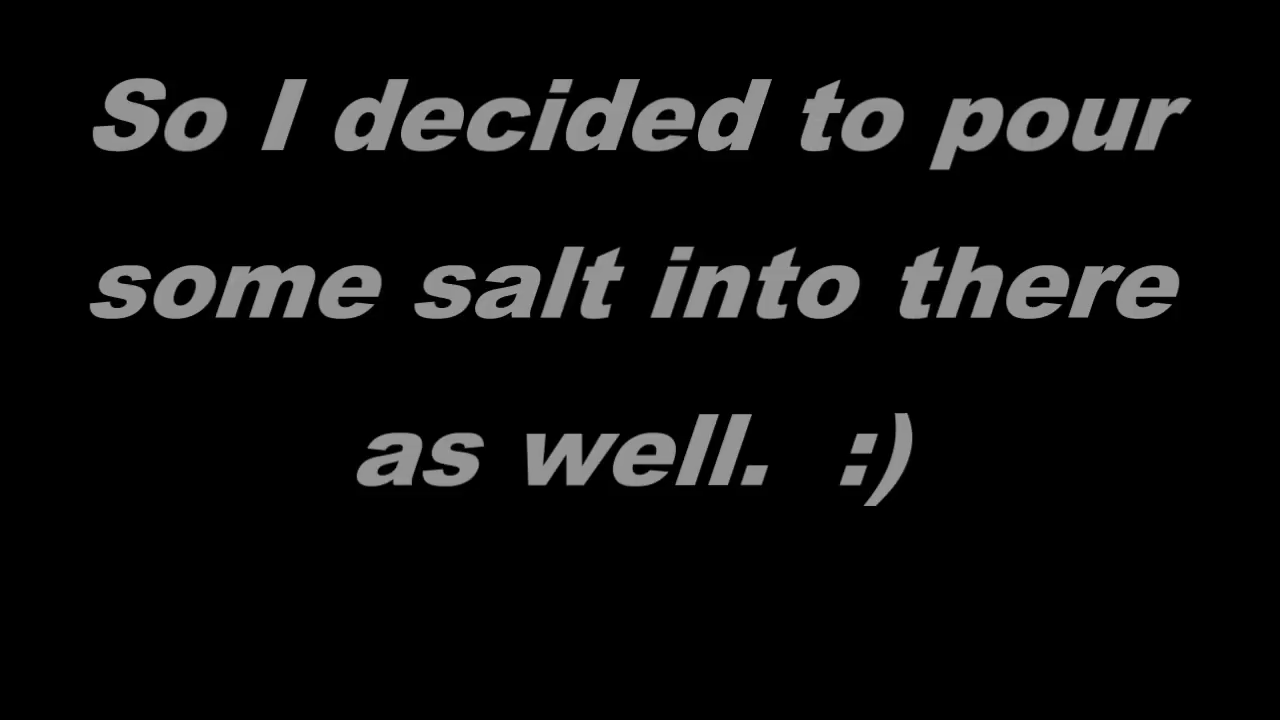 So I decided to pour
some salt into there
as well.  :)